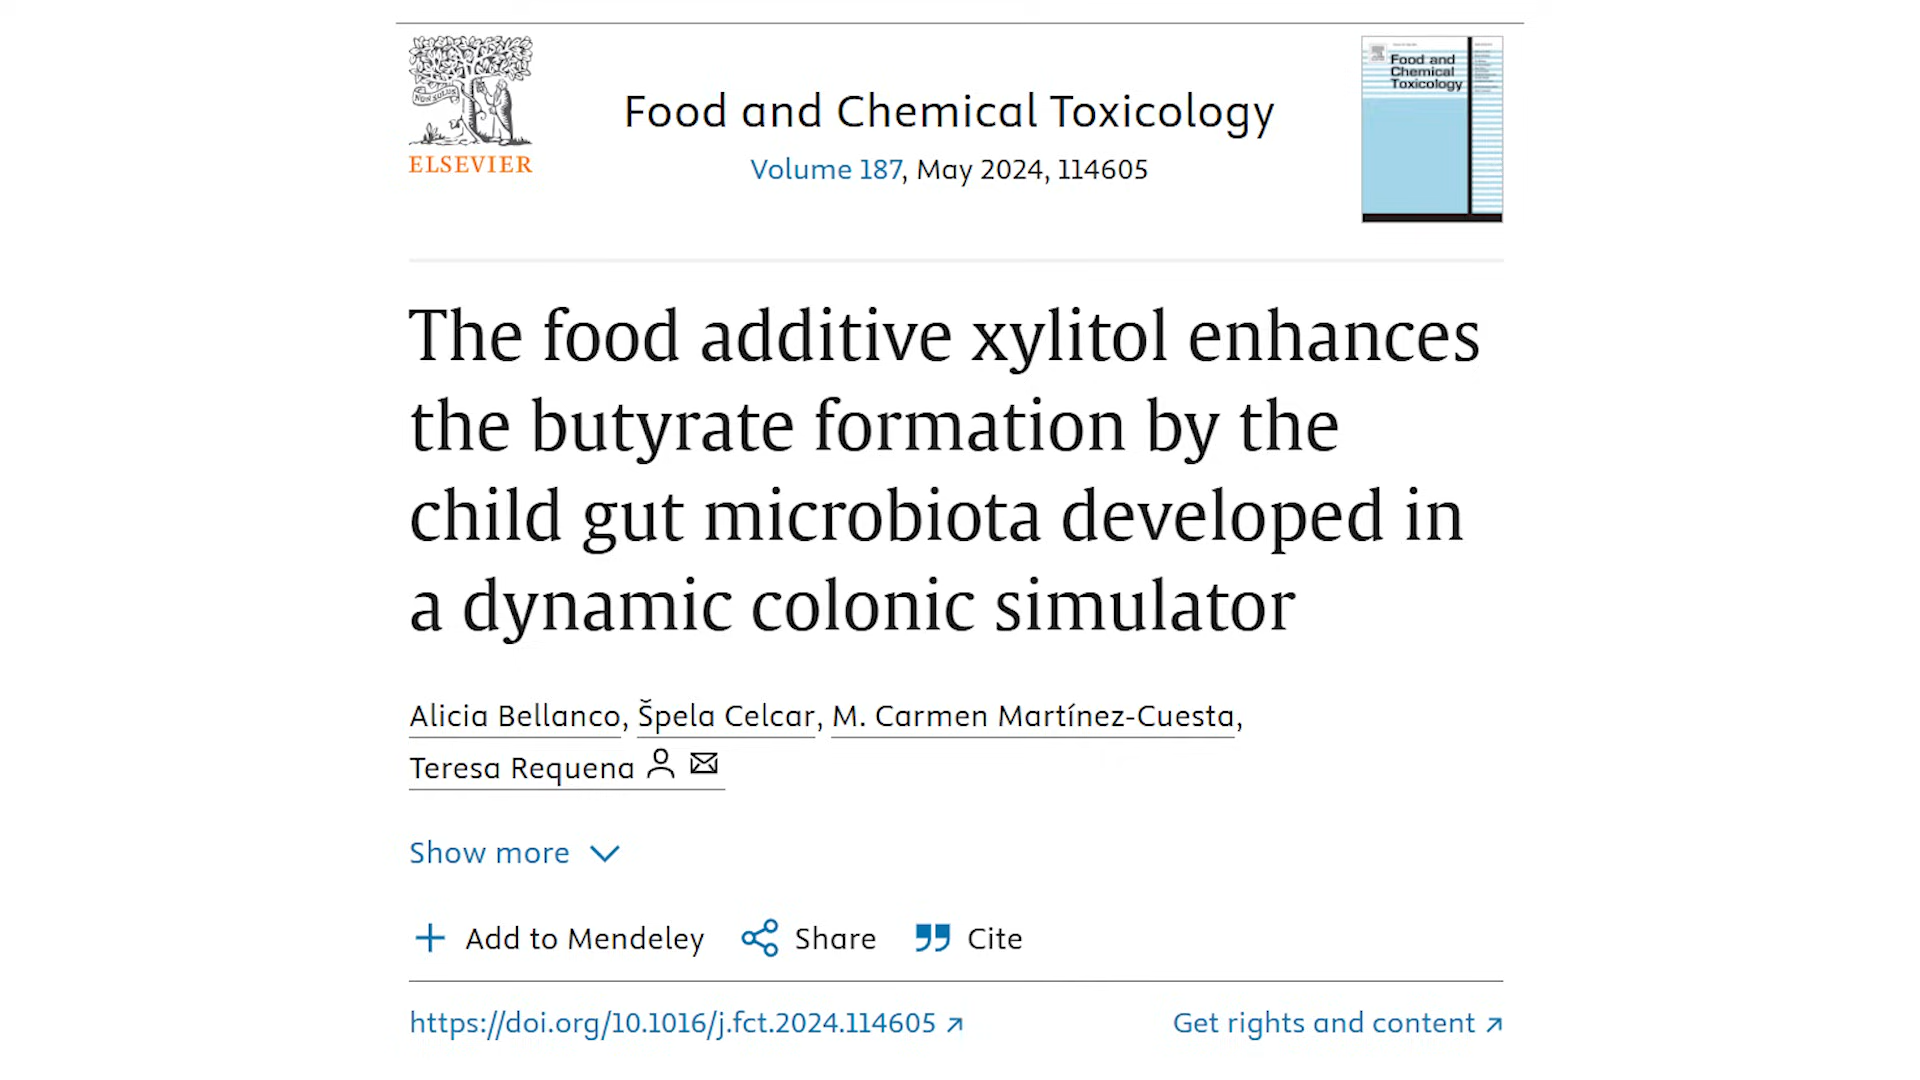 NON SOLUS
ELSEVIER
Food and Chemical Toxicology
Volume 187, May 2024, 114605
Food and
Chemical
Toxicology
The food additive xylitol enhances
the butyrate formation by the
child gut microbiota developed in
a dynamic colonic simulator
Alicia Bellanco, Špela Celcar, M. Carmen Martínez-Cuesta,
Teresa Requena
Show more
Add to Mendeley Share Cite
https://doi.org/10.1016/j.fct.2024.114605 Get rights and content